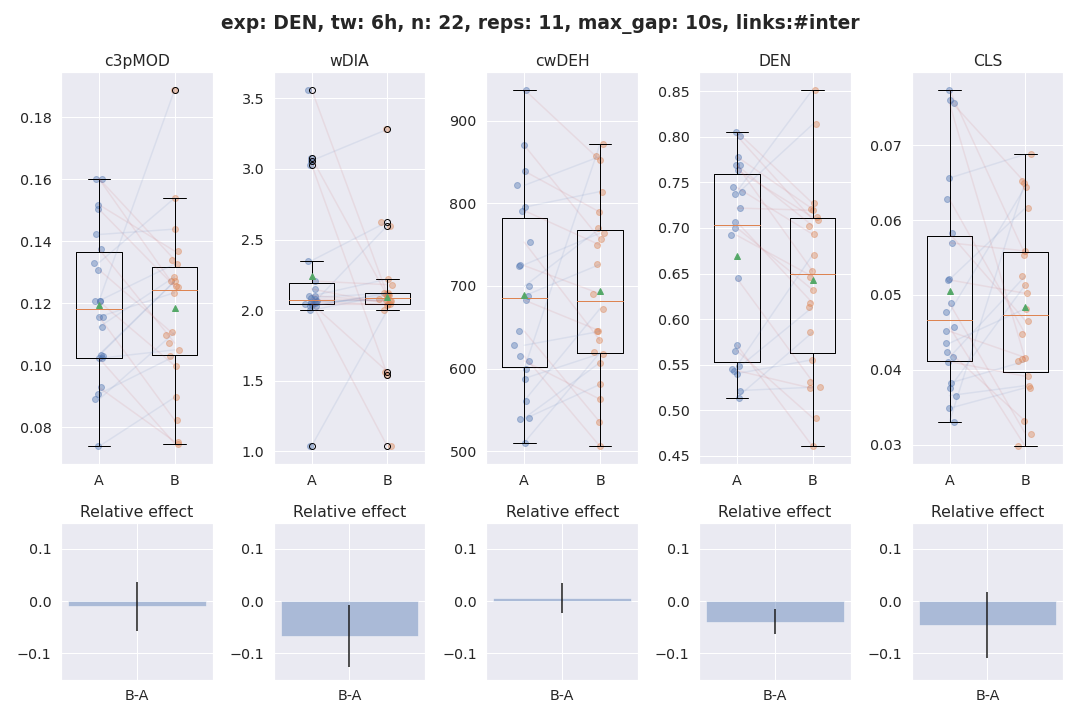 exp: DEN, tw: 6h, n: 22, reps: 11, max_gap: 10s, links:#inter
c3pMOD
wDIA
cwDEH
DEN
CLS
0.18
0.16
0.14
0.12
0.10
0.08
A
B
3.5
3.0
2.5
2.0
1.5
1.0
A
B
900
800
700
600
500
A
B
0.85
0.80
0.75
0.70
0.65
0.60
0.55
0.50
0.45
A
B
0.07
0.06
0.05
0.04
0.03
A
B
Relative effect
0.1
0.0
−0.1
B-A
Relative effect
0.1
0.0
−0.1
B-A
Relative effect
0.1
0.0
−0.1
B-A
Relative effect
0.1
0.0
−0.1
B-A
Relative effect
0.1
0.0
−0.1
B-A